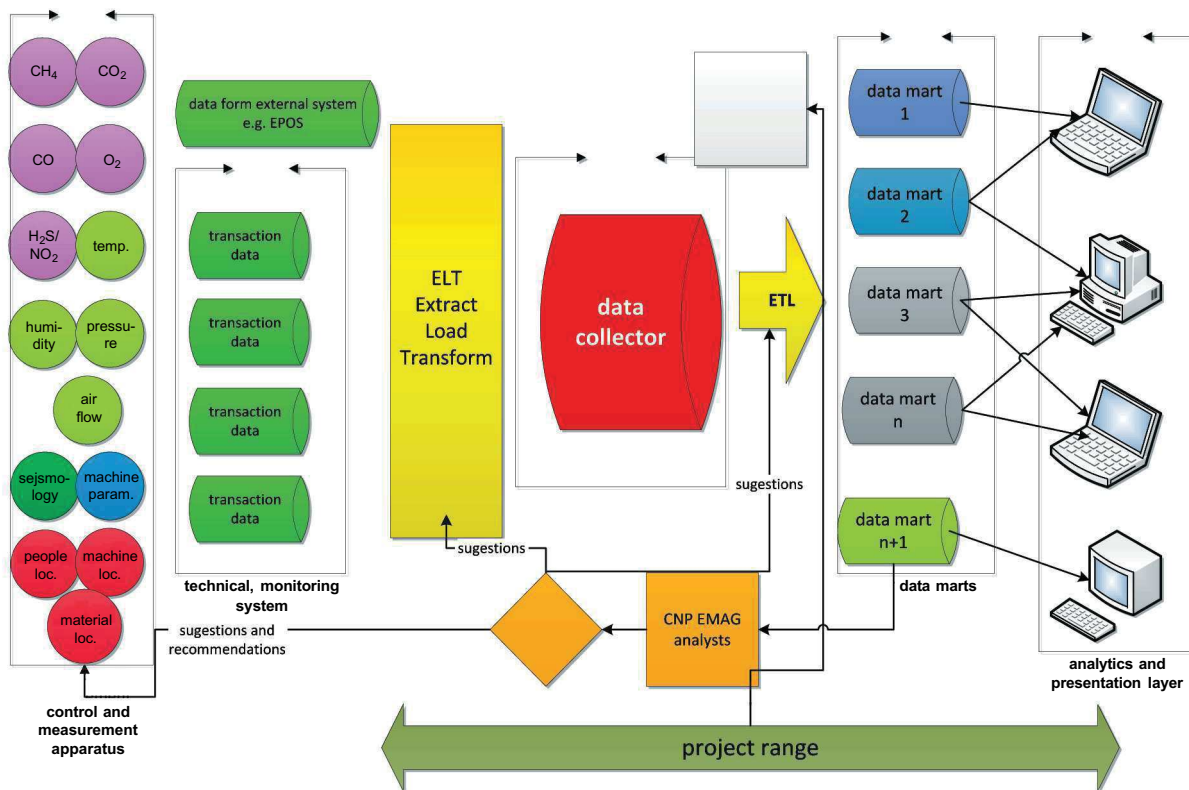 CH₄
CO₂
CO
O₂
H₂S/
NO₂
temp.
humi-
dity
pressu-
re
air
flow
sejsmo-
logy
machine
param.
people
loc.
machine
loc.
material
loc.
control and
measurement
apparatus
data form external system
e.g. EPOS
transaction
data
transaction
data
transaction
data
transaction
data
technical, monitoring
system
sugestions and
recommendations
ELT
Extract
Load
Transform
sugestions
data
collector
ETL
sugestions
CNP EMAG
analysts
data mart
1
data mart
2
data mart
3
data mart
n
data mart
n+1
data marts
analytics and
presentation layer
project range